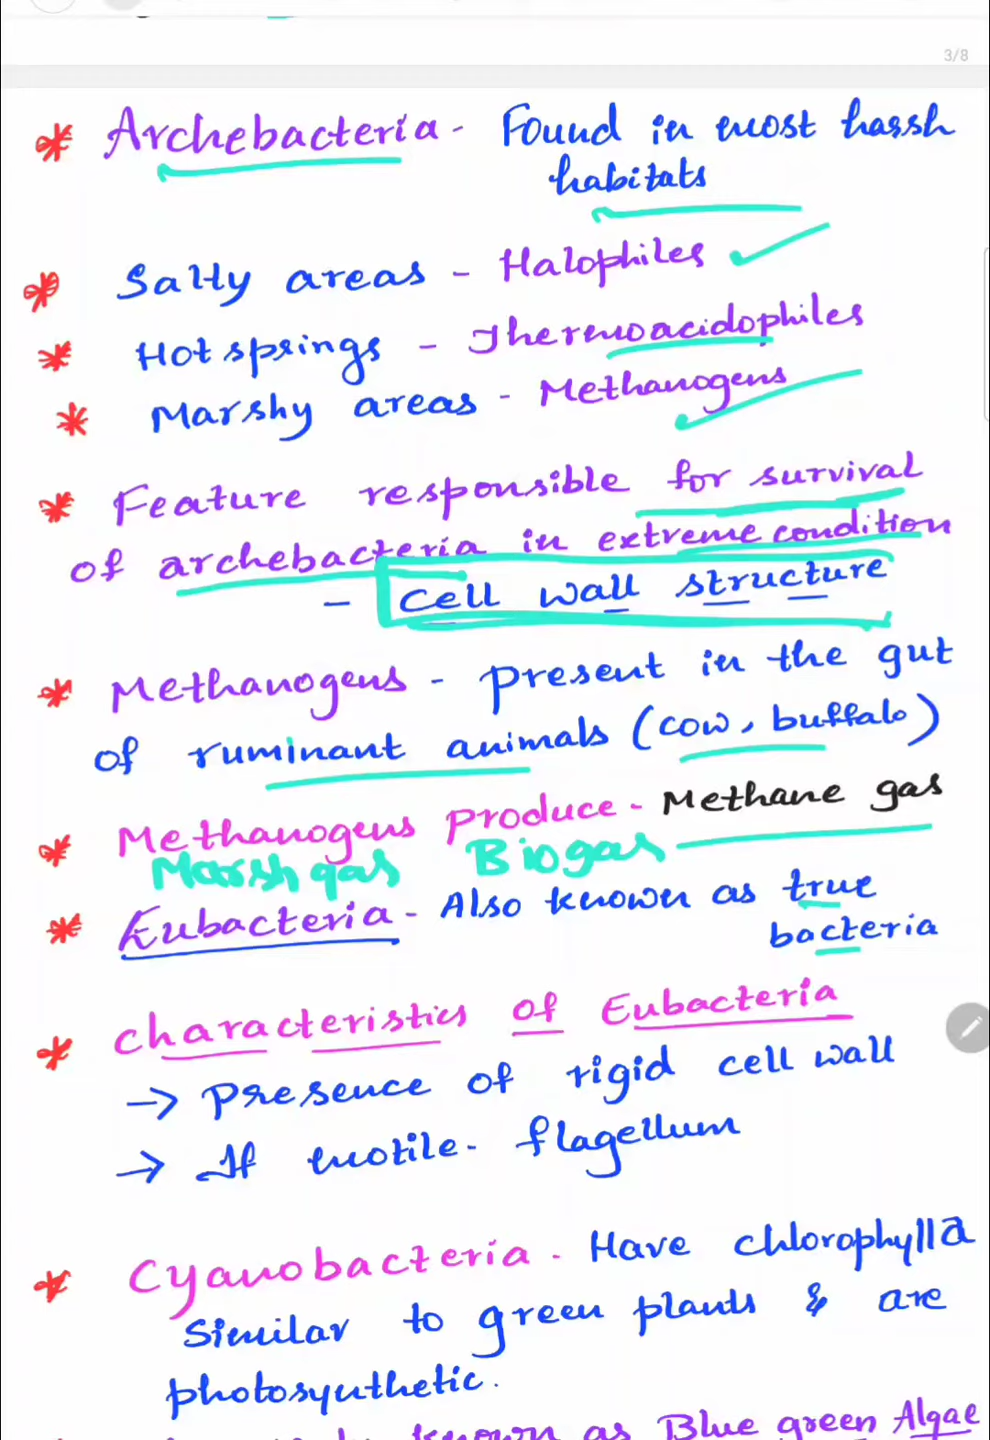 3/8
* Archebacteria - Found in most harsh
habitats
* Salty areas - Halophiles
* Hot springs - Thermoacidophiles
* Marshy areas - Methanogens
* Feature responsible for survival
of archebacteria in extreme condition
- Cell wall structure
* Methanogens - present in the gut
of ruminant animals (cow, buffalo)
* Methanogens produce - Methane gas
Marsh gas Biogas
* Eubacteria - Also known as true
bacteria
* Characteristics of Eubacteria
→ Presence of rigid cell wall
→ If motile - flagellum
* Cyanobacteria - Have chlorophyll a
Similar to green plants & are
photosynthetic.
known as Blue green Algae